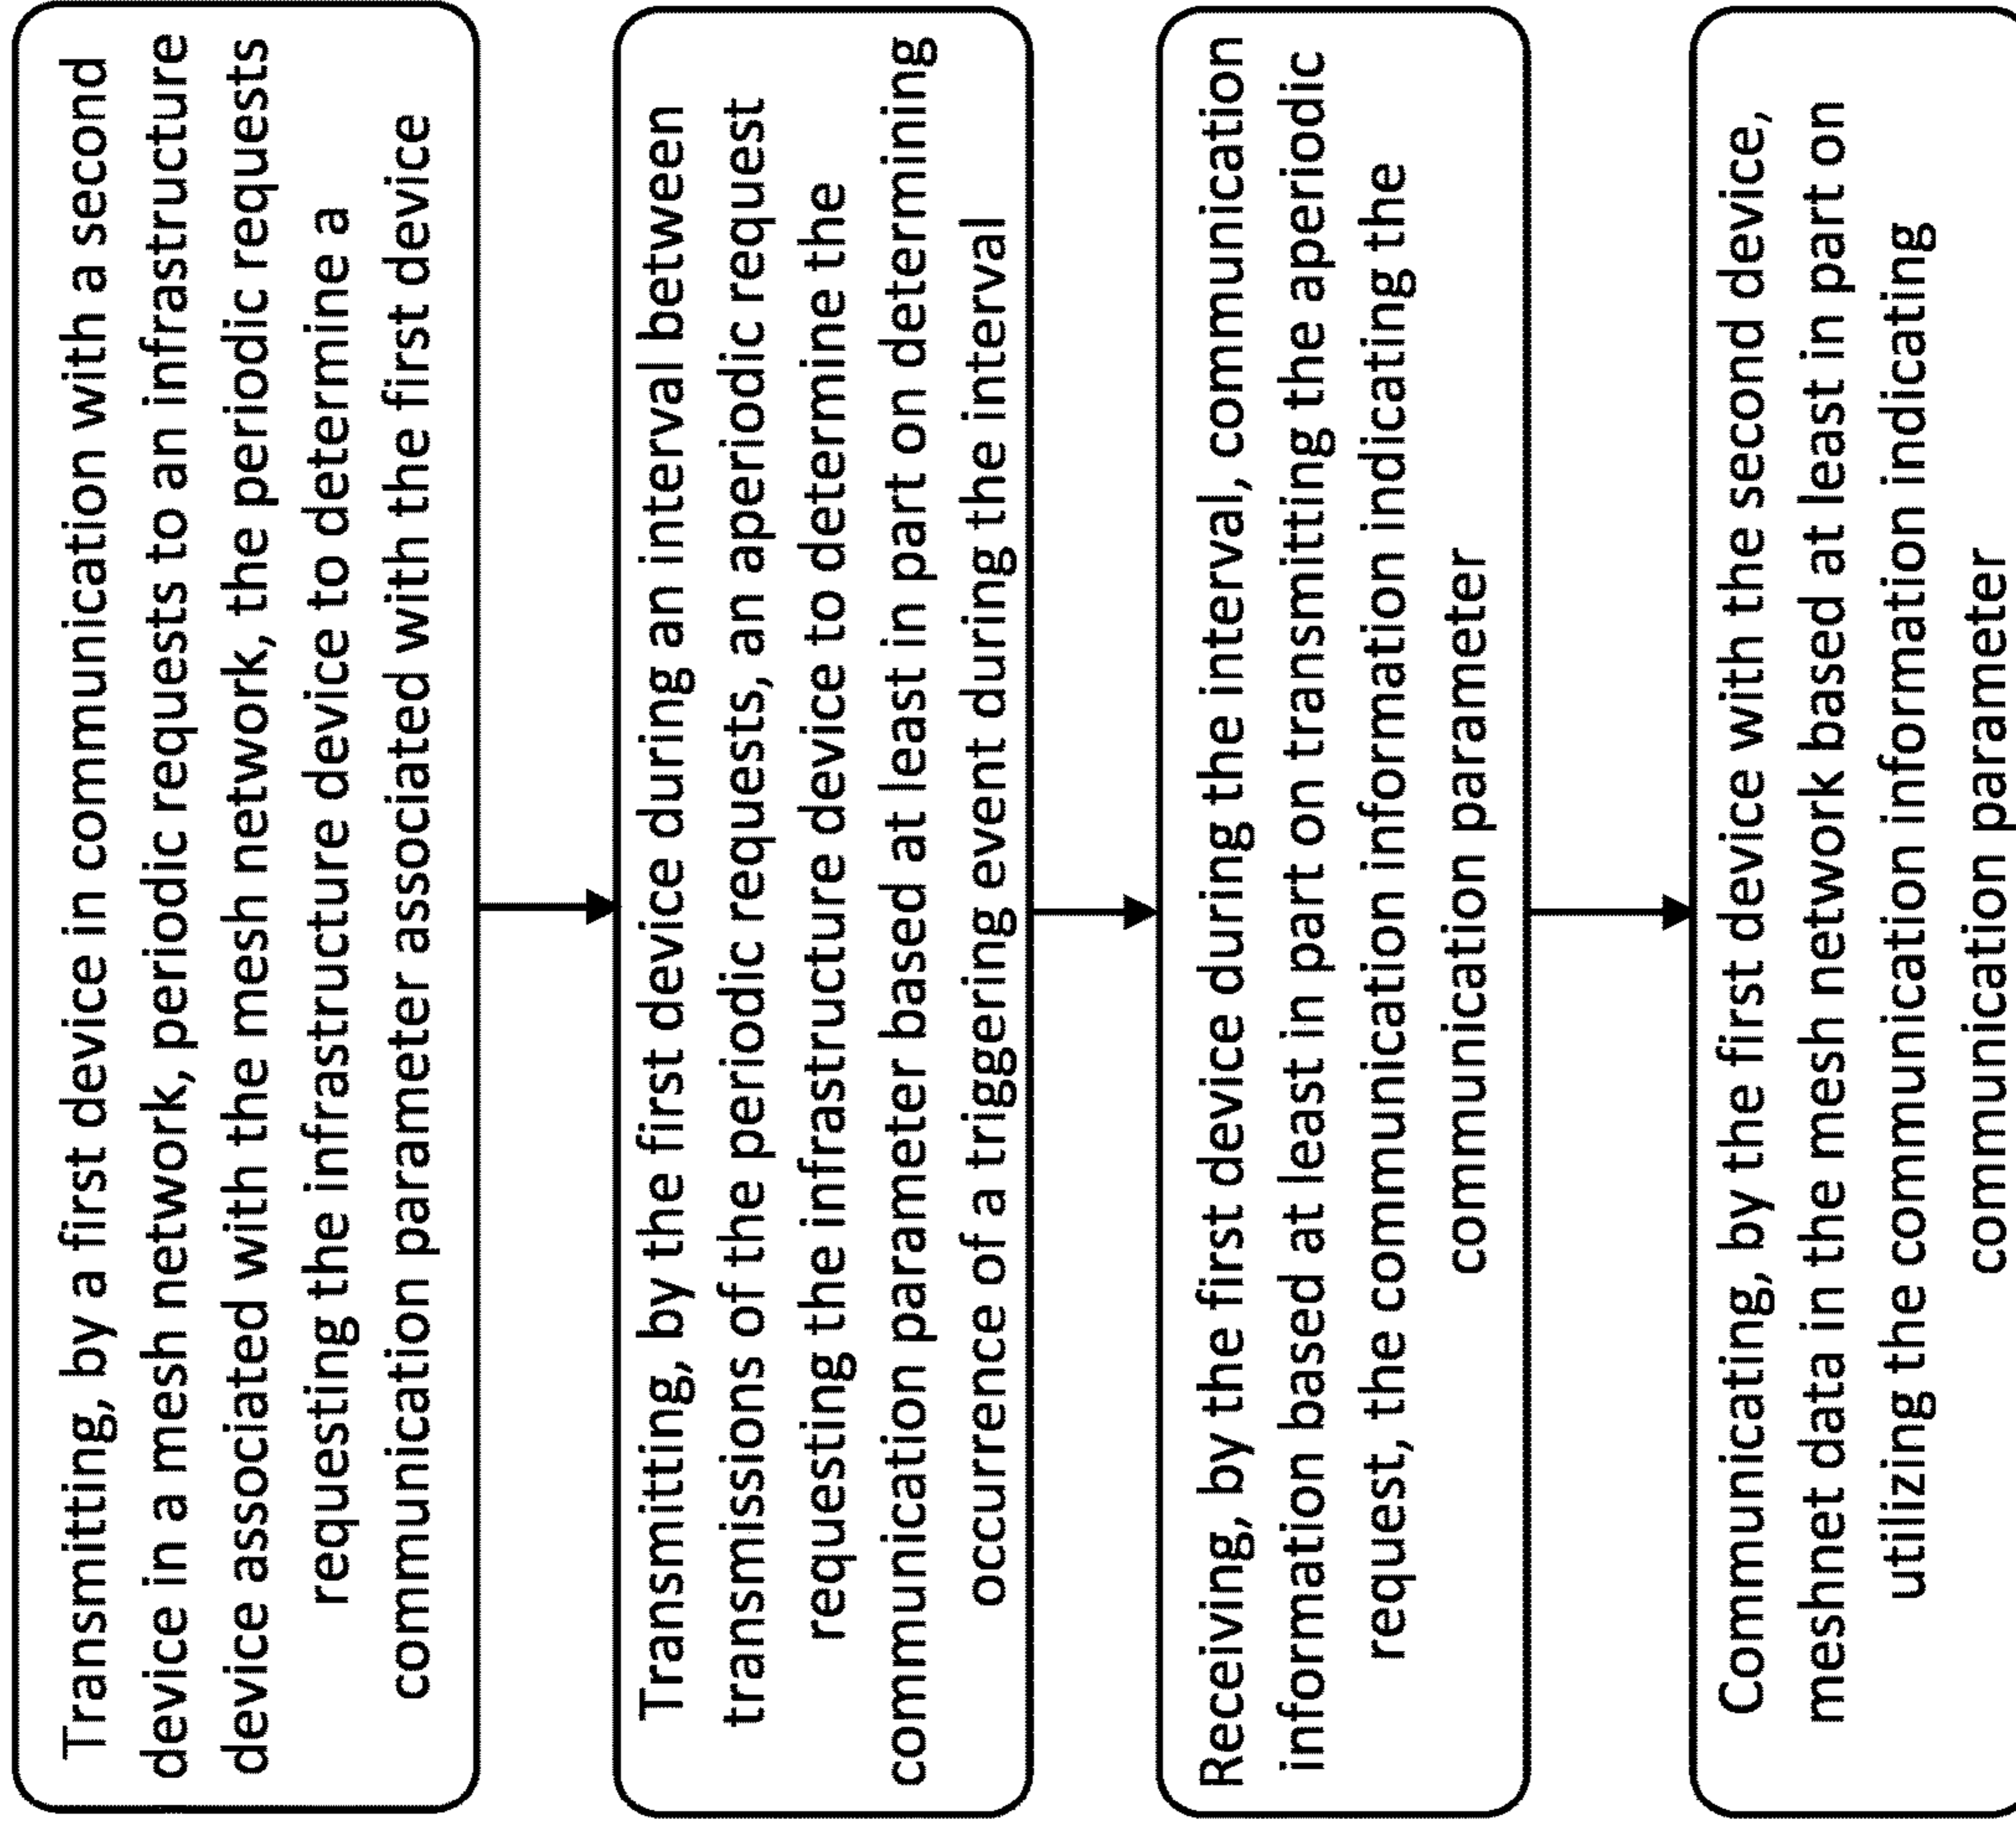 Transmitting, by a first device in communication with a second
device in a mesh network, periodic requests to an infrastructure
device associated with the mesh network, the periodic requests
requesting the infrastructure device to determine a
communication parameter associated with the first device
Transmitting, by the first device during an interval between
transmissions of the periodic requests, an aperiodic request
requesting the infrastructure device to determine the
communication parameter based at least in part on determining
occurrence of a triggering event during the interval
Receiving, by the first device during the interval, communication
information based at least in part on transmitting the aperiodic
request, the communication information indicating the
communication parameter
Communicating, by the first device with the second device,
meshnet data in the mesh network based at least in part on
utilizing the communication information indicating
communication parameter